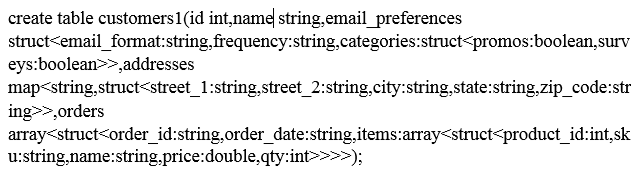 create table customers1(id int,name string,email_preferences
struct<email_format:string,frequency:string,categories:struct<promos:boolean,surv
eys:boolean>>,addresses
map<string,struct<street_1:string,street_2:string,city:string,state:string,zip_code:str
ing>>,orders
array<struct<order_id:string,order_date:string,items:array<struct<product_id:int,sk
u:string,name:string,price:double,qty:int>>>>);